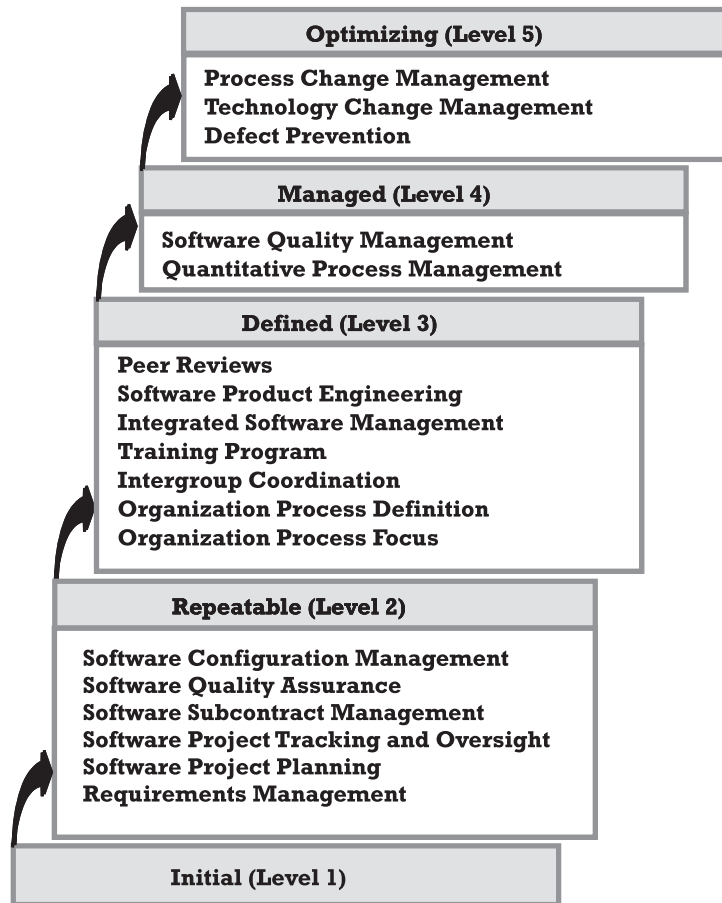 Optimizing (Level 5)
Process Change Management
Technology Change Management
Defect Prevention
Managed (Level 4)
Software Quality Management
Quantitative Process Management
Defined (Level 3)
Peer Reviews
Software Product Engineering
Integrated Software Management
Training Program
Intergroup Coordination
Organization Process Definition
Organization Process Focus
Repeatable (Level 2)
Software Configuration Management
Software Quality Assurance
Software Subcontract Management
Software Project Tracking and Oversight
Software Project Planning
Requirements Management
Initial (Level 1)